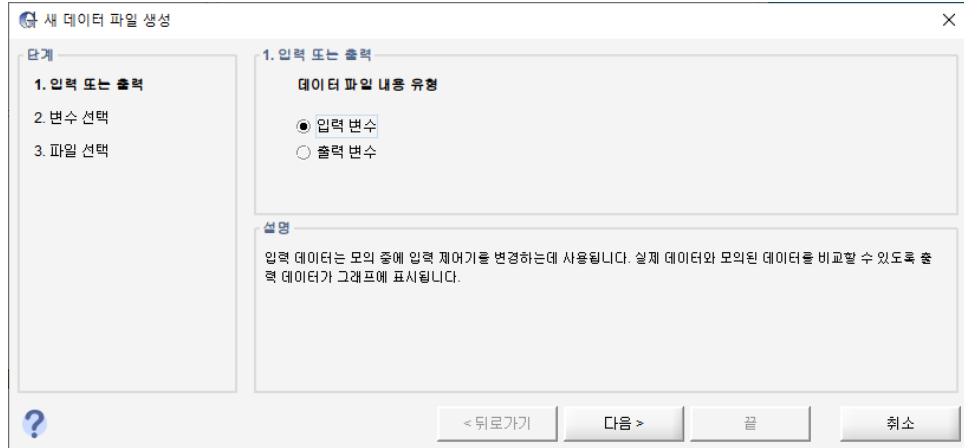 새 데이터 파일 생성
단계
1. 입력 또는 출력
2. 변수 선택
3. 파일 선택
1. 입력 또는 출력
데이터 파일 내용 유형
입력 변수
출력 변수
설명
입력 데이터는 모의 중에 입력 제어기를 변경하는데 사용됩니다. 실제 데이터와 모의된 데이터를 비교할 수 있도록 출
력 데이터가 그래프에 표시됩니다.
?
< 뒤로가기
다음 >
끝
취소